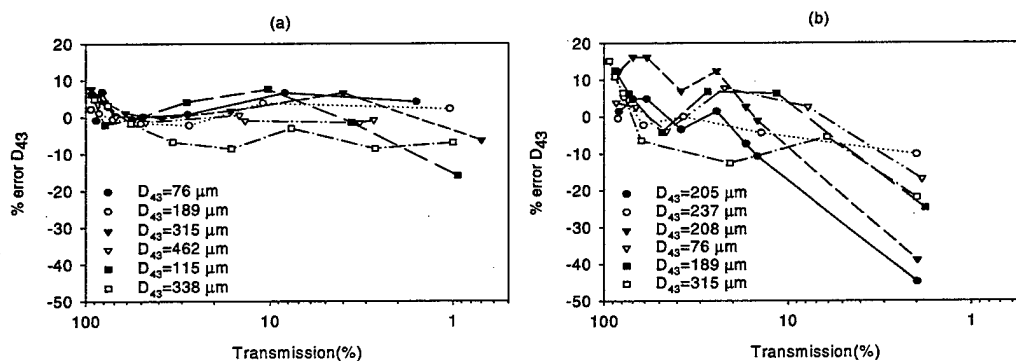 (a)
% error D43
20
10
0
-10
-20
-30
-40
-50
D43=76 µm
D43=189 µm
D43=315 µm
D43=462 µm
D43=115 µm
D43=338 µm
100
10
1
Transmission(%)
(b)
% error D43
20
10
0
-10
-20
-30
-40
-50
D43=205 µm
D43=237 µm
D43=208 µm
D43=76 µm
D43=189 µm
D43=315 µm
100
10
1
Transmission(%)